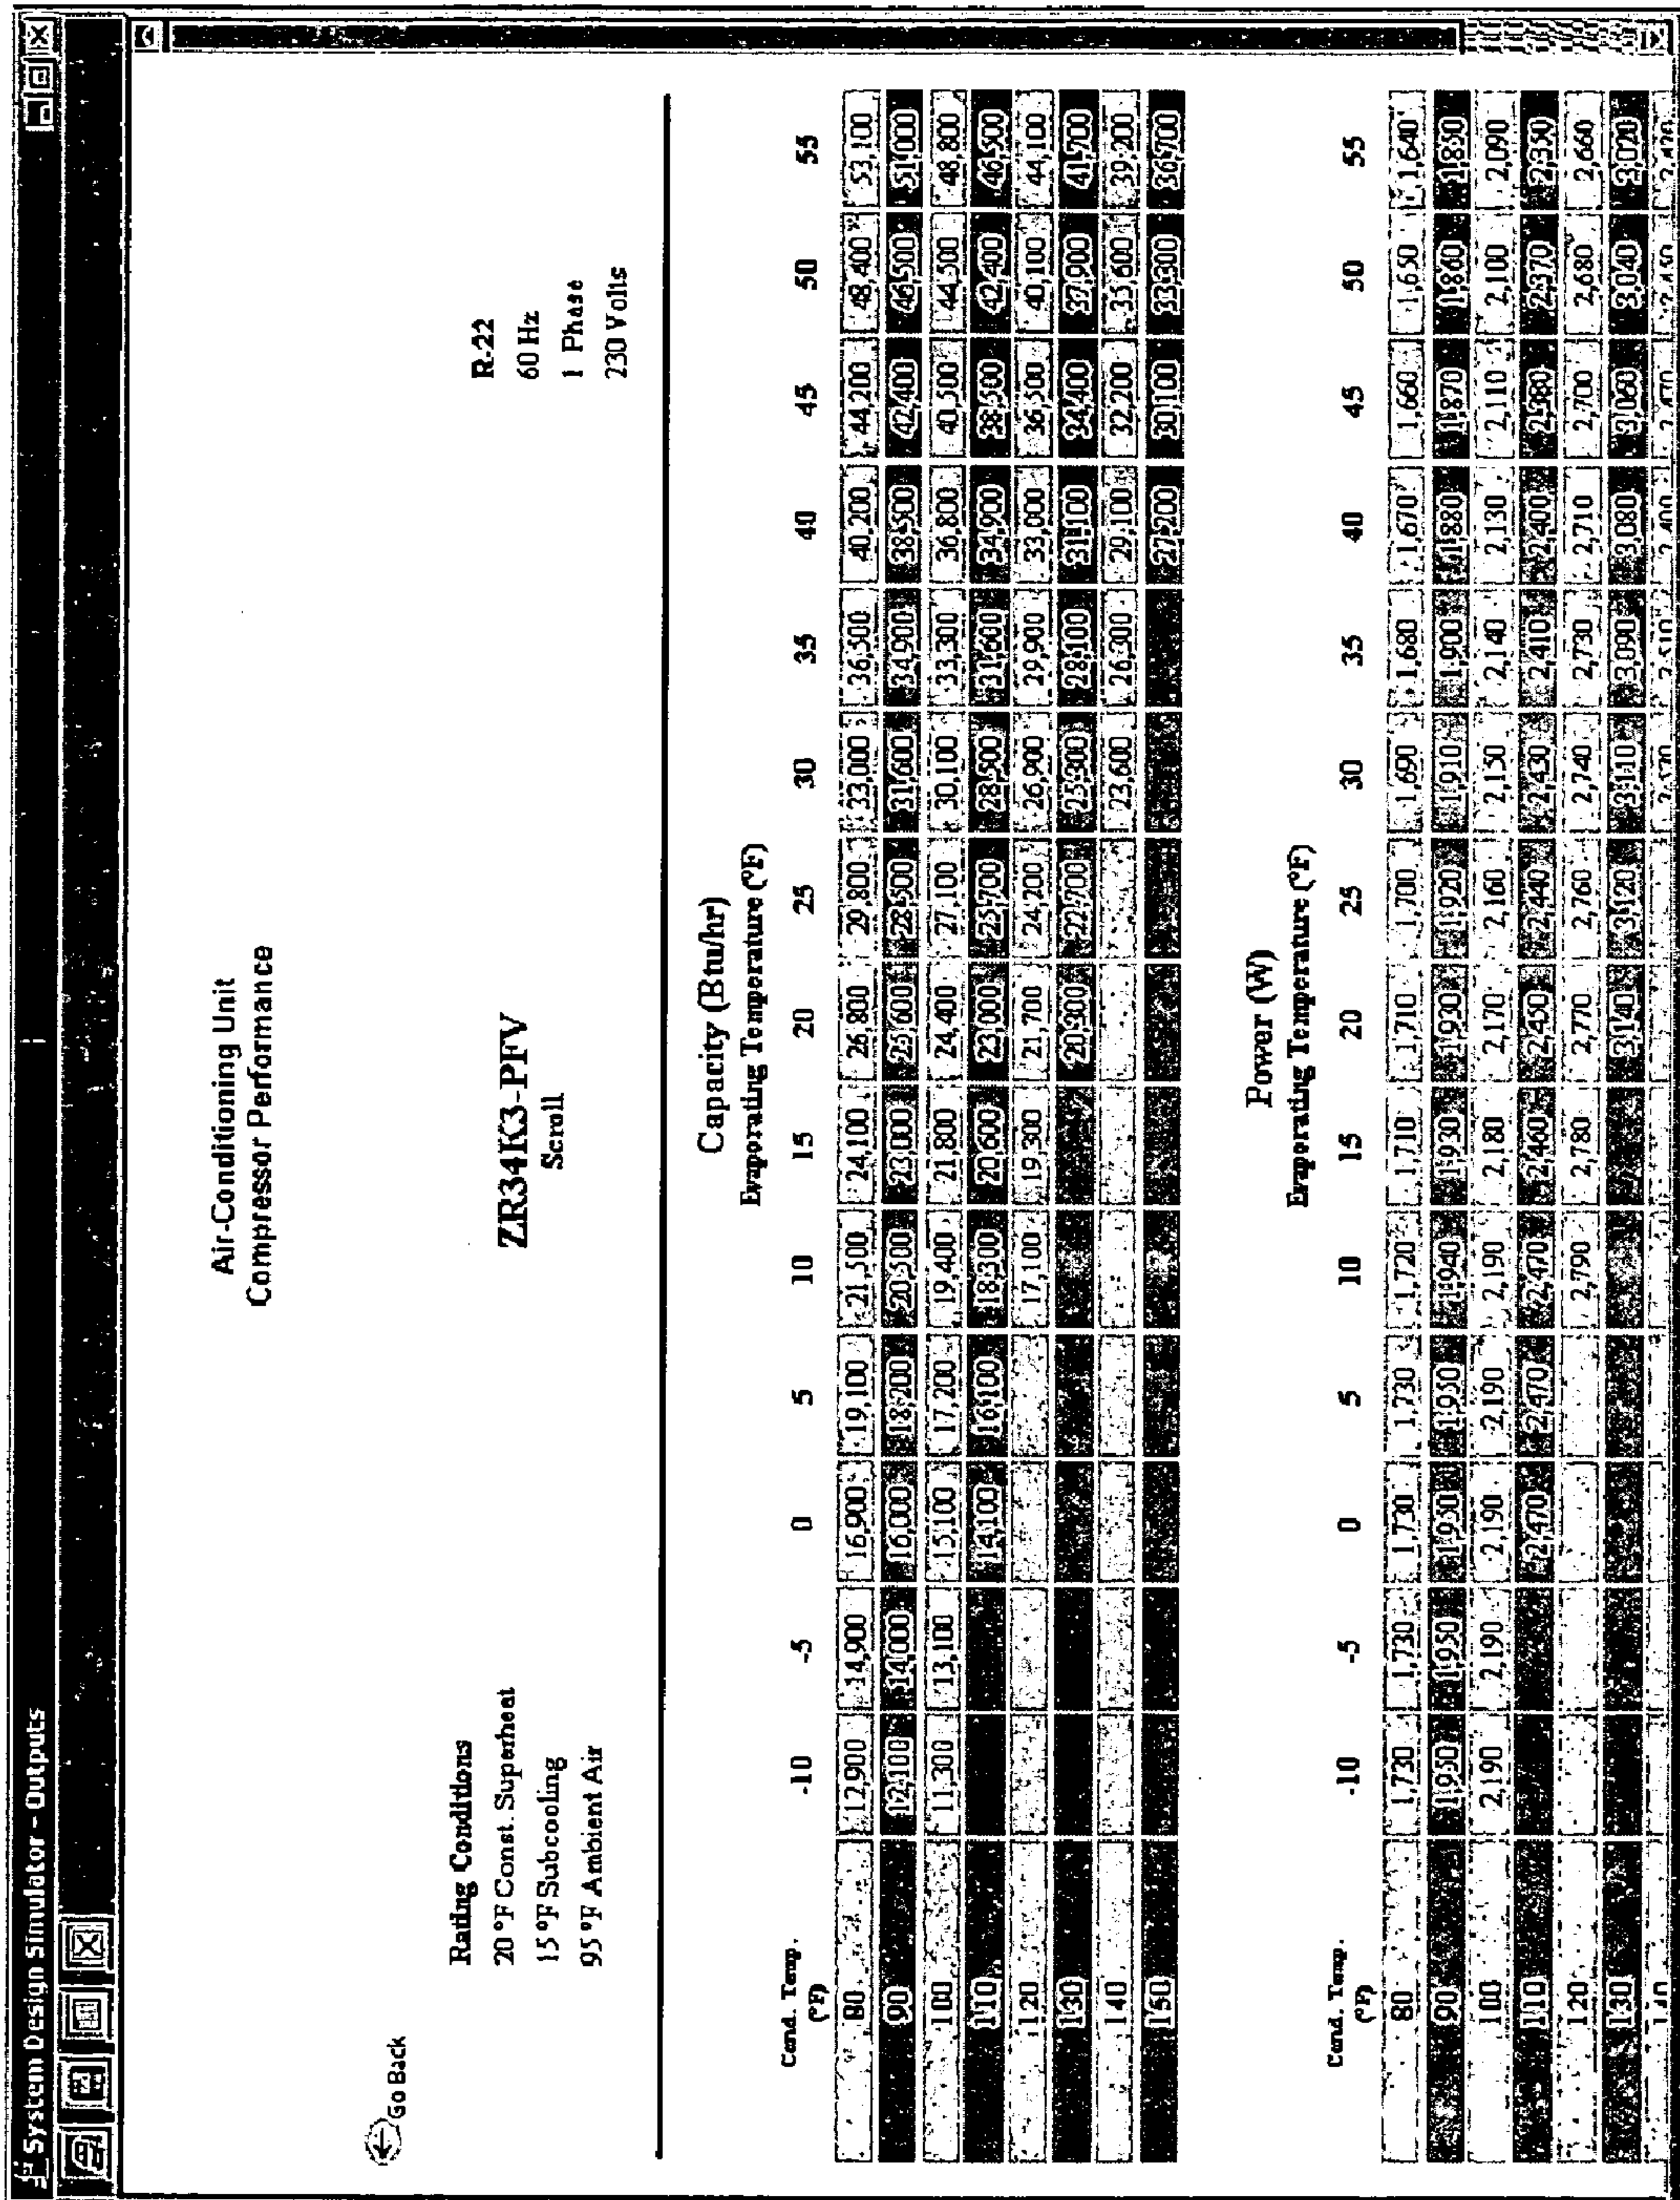 System Design Simulator - Outputs
Go Back
Air-Conditioning Unit
Compressor Performance
Rating Conditions
20 °F Const. Superheat
15 °F Subcooling
95 °F Ambient Air
ZR34K3-PFV
Scroll
R-22
60 Hz
1 Phase
230 Volts
Capacity (Btu/hr)
Evaporating Temperature (°F)
Cond. Temp. (°F) -10 -5 0 5 10 15 20 25 30 35 40 45 50 55
80 12,900 14,900 16,900 19,100 21,500 24,100 26,800 29,800 33,000 36,500 40,200 44,200 48,400 53,100
90 12,100 14,000 16,000 18,200 20,500 23,000 25,600 28,500 31,600 34,900 38,500 42,400 46,500 51,000
100 11,300 13,100 15,100 17,200 19,400 21,800 24,400 27,100 30,100 33,300 36,800 40,500 44,500 48,800
110 14,100 16,100 18,300 20,600 23,000 25,700 28,500 31,600 34,900 38,500 42,400 46,500
120 17,100 19,300 21,700 24,200 26,900 29,900 33,000 36,500 40,100 44,100
130 20,300 22,700 25,300 28,100 31,100 34,400 37,900 41,700
140 23,600 26,300 29,100 32,200 35,600 39,200
150 27,200 30,100 33,300 36,700
Power (W)
Evaporating Temperature (°F)
Cond. Temp. (°F) -10 -5 0 5 10 15 20 25 30 35 40 45 50 55
80 1,730 1,730 1,730 1,730 1,720 1,710 1,710 1,700 1,690 1,680 1,670 1,660 1,650 1,640
90 1,950 1,950 1,950 1,950 1,940 1,930 1,930 1,920 1,910 1,900 1,880 1,870 1,860 1,850
100 2,190 2,190 2,190 2,190 2,190 2,180 2,170 2,160 2,150 2,140 2,130 2,110 2,100 2,090
110 2,470 2,470 2,470 2,460 2,450 2,440 2,430 2,410 2,400 2,380 2,370 2,350
120 2,790 2,780 2,770 2,760 2,740 2,730 2,710 2,700 2,680 2,660
130 3,140 3,120 3,110 3,090 3,080 3,060 3,040 3,020